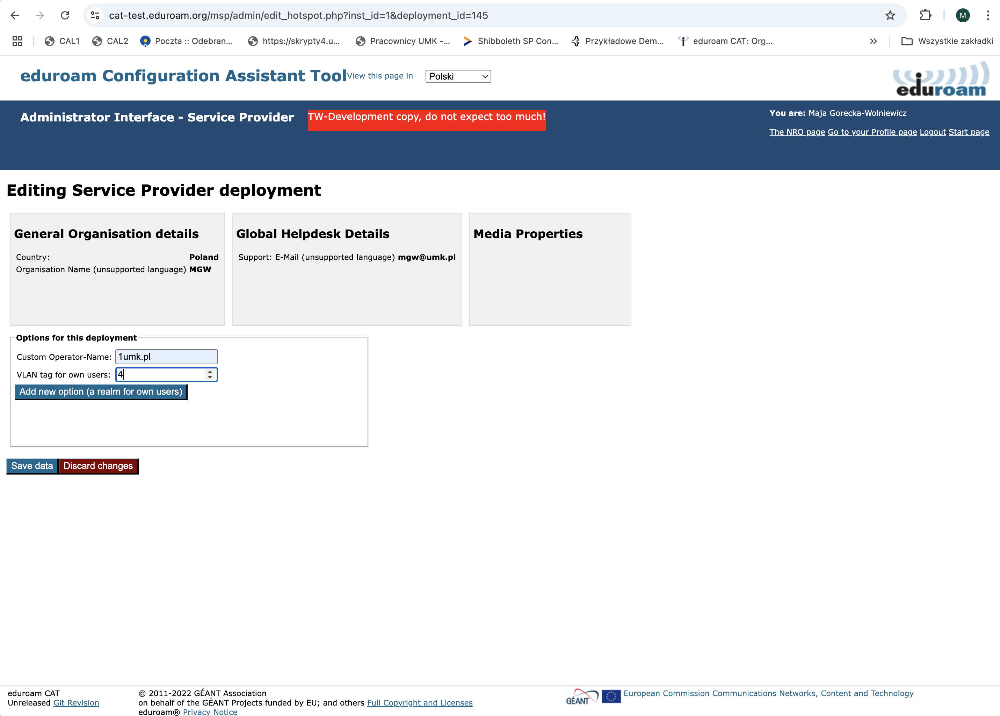 cat-test.eduroam.org/msp/admin/edit_hotspot.php?inst_id=1&deployment_id=145
M
CAL1 CAL2 Poczta :: Odebran... https://skrypty4.u... Pracownicy UMK -... Shibboleth SP Con... Przykładowe Dem... eduroam CAT: Org... Wszystkie zakładki
eduroam Configuration Assistant Tool View this page in Polski
eduroam
Administrator Interface - Service Provider TW-Development copy, do not expect too much! You are: Maja Gorecka-Wolniewicz
The NRO page Go to your Profile page Logout Start page
Editing Service Provider deployment
General Organisation details
Country: Poland
Organisation Name (unsupported language) MGW
Global Helpdesk Details
Support: E-Mail (unsupported language) mgw@umk.pl
Media Properties
Options for this deployment
Custom Operator-Name: 1umk.pl
VLAN tag for own users: 4
Add new option (a realm for own users)
Save data Discard changes
eduroam CAT
Unreleased Git Revision
© 2011-2022 GÉANT Association
on behalf of the GÉANT Projects funded by EU; and others Full Copyright and Licenses
eduroam® Privacy Notice
GÉANT
European Commission Communications Networks, Content and Technology